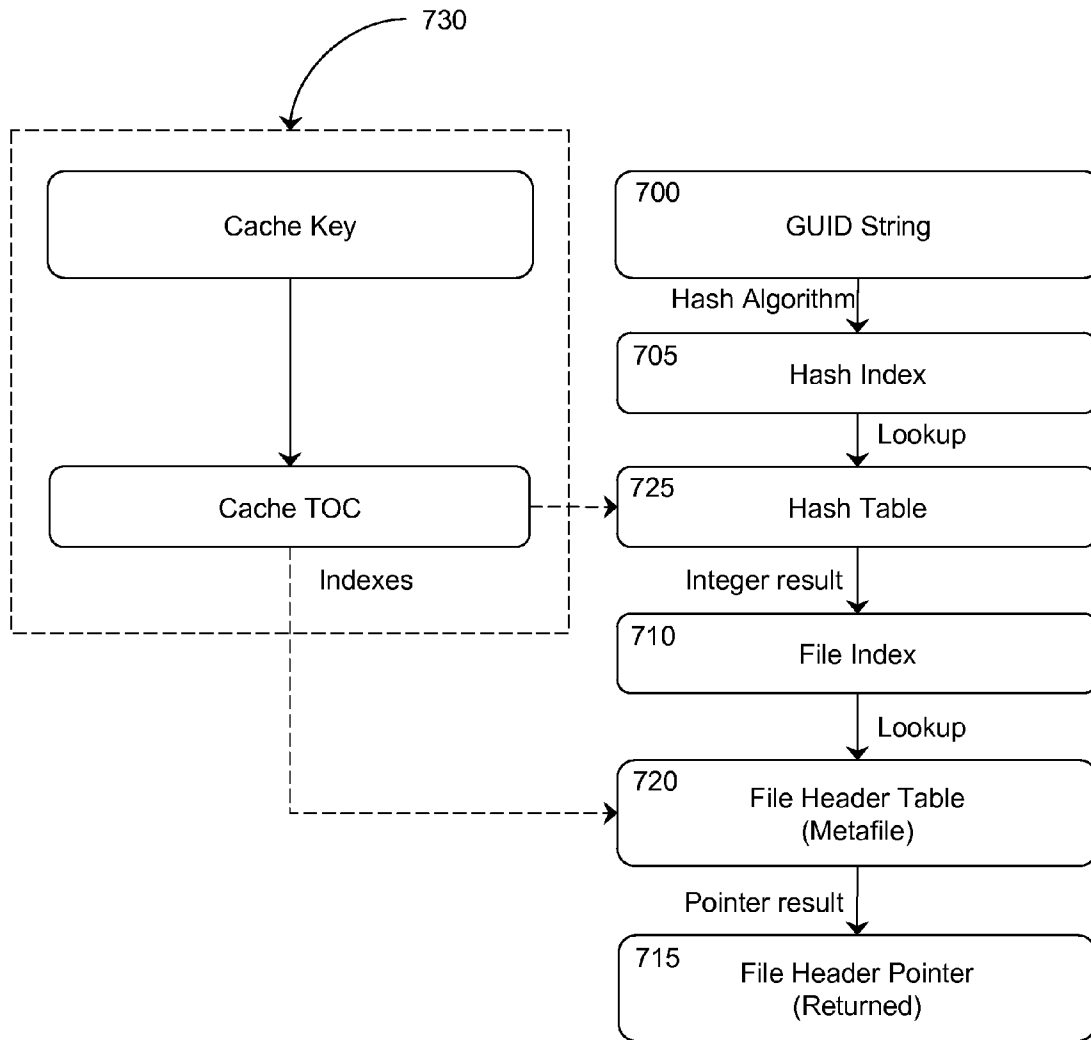 730
Cache Key
700
GUID String
Hash Algorithm
705
Hash Index
Lookup
Cache TOC
725
Hash Table
Indexes
Integer result
710
File Index
Lookup
720
File Header Table
(Metafile)
Pointer result
715
File Header Pointer
(Returned)